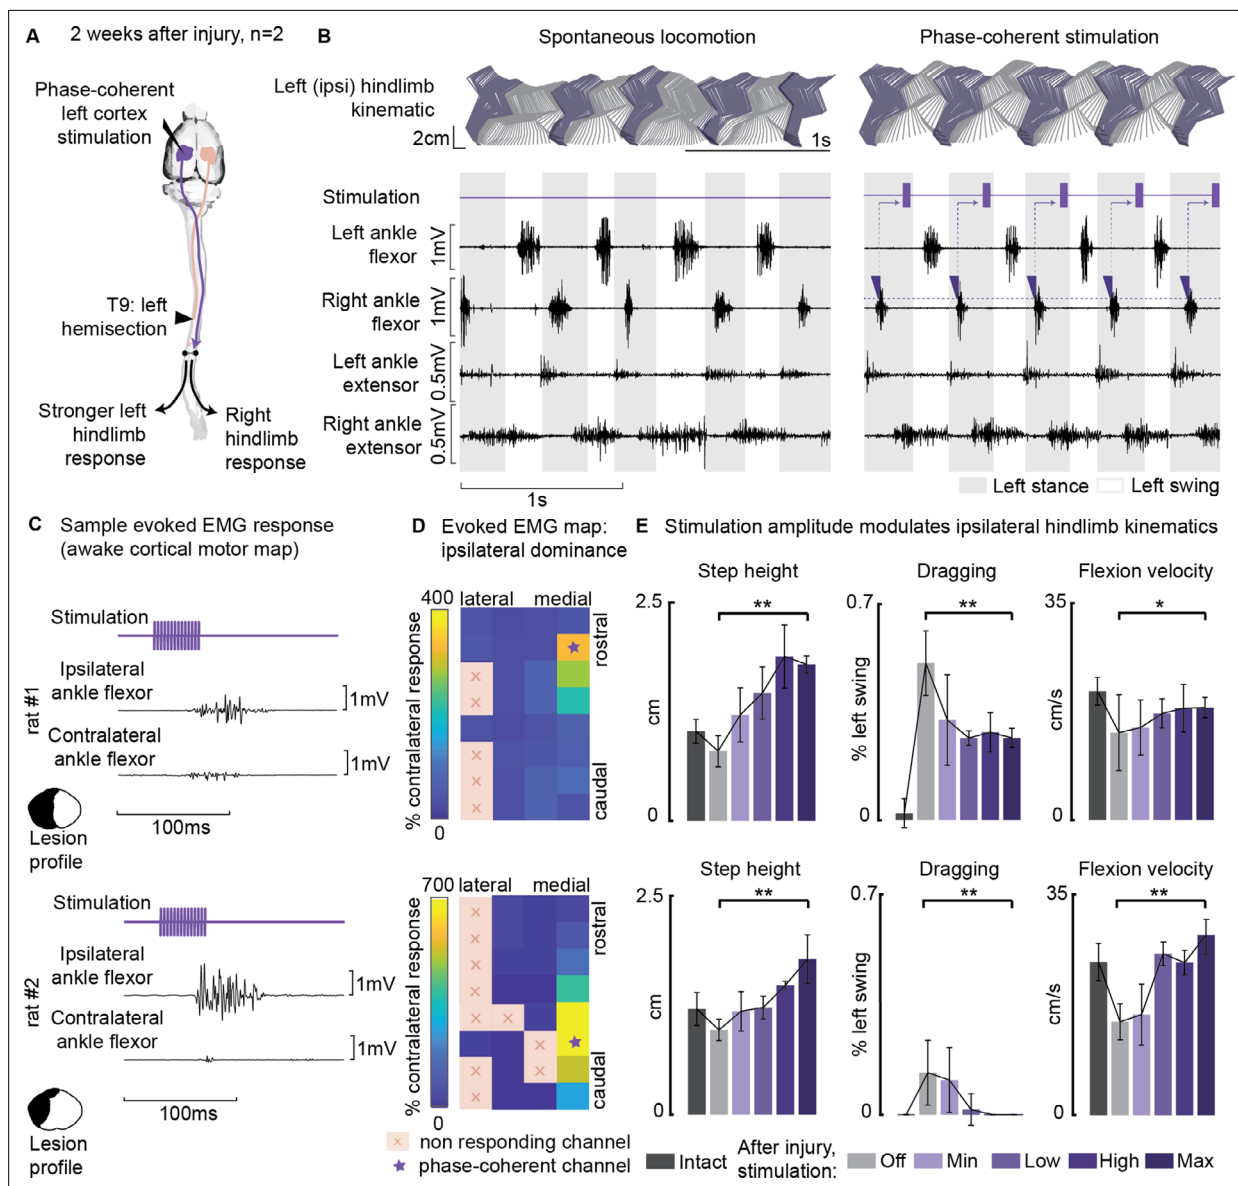 A 2 weeks after injury, n=2
Phase-coherent
left cortex
stimulation
T9: left
hemisection
Stronger left
hindlimb
response
Right
hindlimb
response
B Spontaneous locomotion Phase-coherent stimulation
Left (ipsi) hindlimb
kinematic
2cm
1s
Stimulation
Left ankle
flexor
1mV
Right ankle
flexor
1mV
Left ankle
extensor
0.5mV
Right ankle
extensor
0.5mV
1s
Left stance Left swing
C Sample evoked EMG response
(awake cortical motor map)
rat #1
Stimulation
Ipsilateral
ankle flexor
1mV
Contralateral
ankle flexor
1mV
100ms
Lesion
profile
rat #2
Stimulation
Ipsilateral
ankle flexor
1mV
Contralateral
ankle flexor
1mV
100ms
Lesion
profile
D Evoked EMG map:
ipsilateral dominance
400
lateral medial
rostral
caudal
% contralateral response
0
× × × × ×
700
lateral medial
rostral
caudal
% contralateral response
0
× × × × × × × × × ×
× non responding channel
phase-coherent channel
E Stimulation amplitude modulates ipsilateral hindlimb kinematics
Step height
2.5
cm
0
**
Dragging
0.7
% left swing
0
**
Flexion velocity
35
cm/s
0
*
Step height
2.5
cm
0
**
Dragging
0.7
% left swing
0
**
Flexion velocity
35
cm/s
0
**
Intact
After injury,
stimulation:
Off Min Low High Max